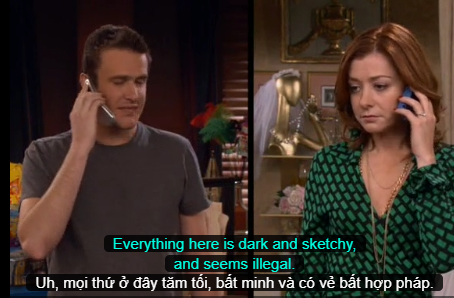 Everything here is dark and sketchy,
and seems illegal.
Uh, mọi thứ ở đây tăm tối, bất minh và có vẻ bất hợp pháp.